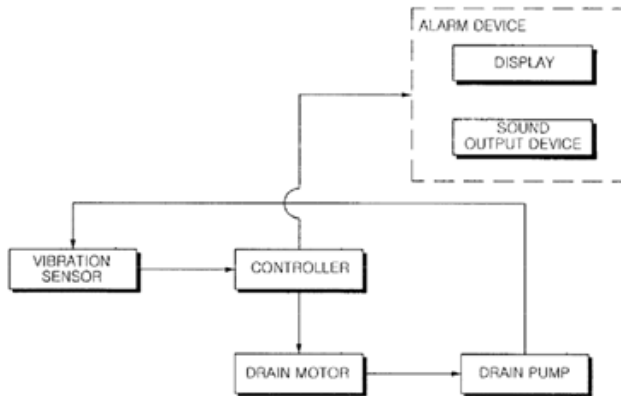 ALARM DEVICE
DISPLAY
SOUND
OUTPUT DEVICE
VIBRATION
SENSOR
CONTROLLER
DRAIN MOTOR
DRAIN PUMP